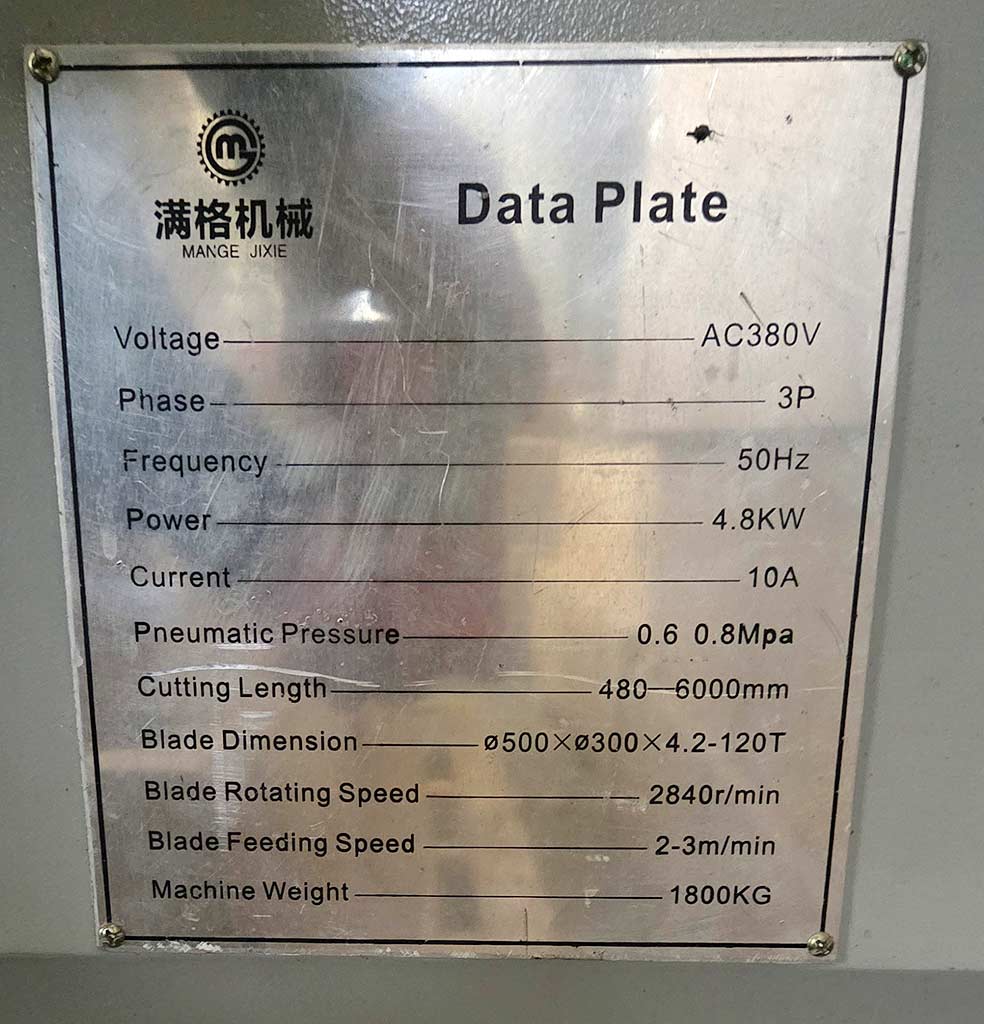 满格机械
MANGE JIXIE
Data Plate
Voltage AC380V
Phase 3P
Frequency 50Hz
Power 4.8KW
Current 10A
Pneumatic Pressure 0.6 0.8Mpa
Cutting Length 480—6000mm
Blade Dimension ø500×ø300×4.2-120T
Blade Rotating Speed 2840r/min
Blade Feeding Speed 2-3m/min
Machine Weight 1800KG